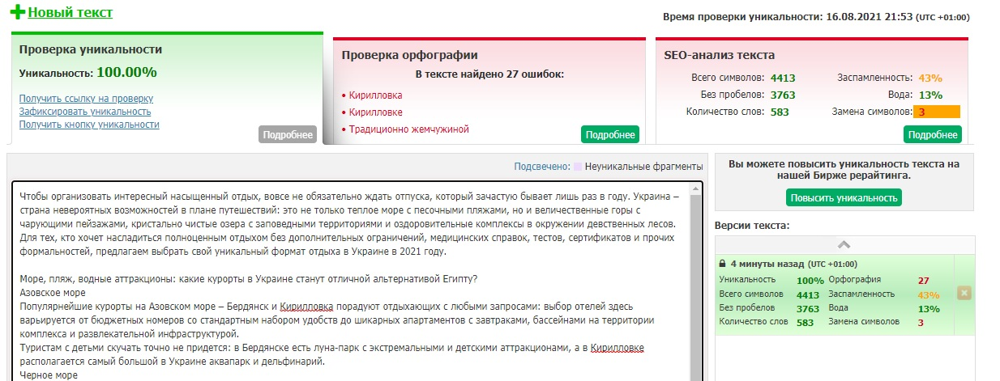 Новый текст
Время проверки уникальности: 16.08.2021 21:53 (UTC +01:00)
Проверка уникальности
Уникальность: 100.00%
Получить ссылку на проверку
Зафиксировать уникальность
Получить кнопку уникальности
Подробнее
Проверка орфографии
В тексте найдено 27 ошибок:
• Кирилловка
• Кирилловке
• Традиционно жемчужиной
Подробнее
SEO-анализ текста
Всего символов: 4413 Заспамленность: 43%
Без пробелов: 3763 Вода: 13%
Количество слов: 583 Замена символов: 3
Подробнее
Подсвечено: Неуникальные фрагменты
Чтобы организовать интересный насыщенный отдых, вовсе не обязательно ждать отпуска, который зачастую бывает лишь раз в году. Украина –
страна невероятных возможностей в плане путешествий: это не только теплое море с песочными пляжами, но и величественные горы с
чарующими пейзажами, кристально чистые озера с заповедными территориями и оздоровительные комплексы в окружении девственных лесов.
Для тех, кто хочет насладиться полноценным отдыхом без дополнительных ограничений, медицинских справок, тестов, сертификатов и прочих
формальностей, предлагаем выбрать свой уникальный формат отдыха в Украине в 2021 году.
Море, пляж, водные аттракционы: какие курорты в Украине станут отличной альтернативой Египту?
Азовское море
Популярнейшие курорты на Азовском море – Бердянск и Кирилловка порадуют отдыхающих с любыми запросами: выбор отелей здесь
варьируется от бюджетных номеров со стандартным набором удобств до шикарных апартаментов с завтраками, бассейнами на территории
комплекса и развлекательной инфраструктурой.
Туристам с детьми скучать точно не придется: в Бердянске есть луна-парк с экстремальными и детскими аттракционами, а в Кирилловке
располагается самый большой в Украине аквапарк и дельфинарий.
Черное море
Вы можете повысить уникальность текста на
нашей Бирже рерайтинга.
Повысить уникальность
Версии текста:
4 минуты назад (UTC +01:00)
Уникальность 100% Орфография 27
Всего символов 4413 Заспамленность 43%
Без пробелов 3763 Вода 13%
Количество слов 583 Замена символов 3